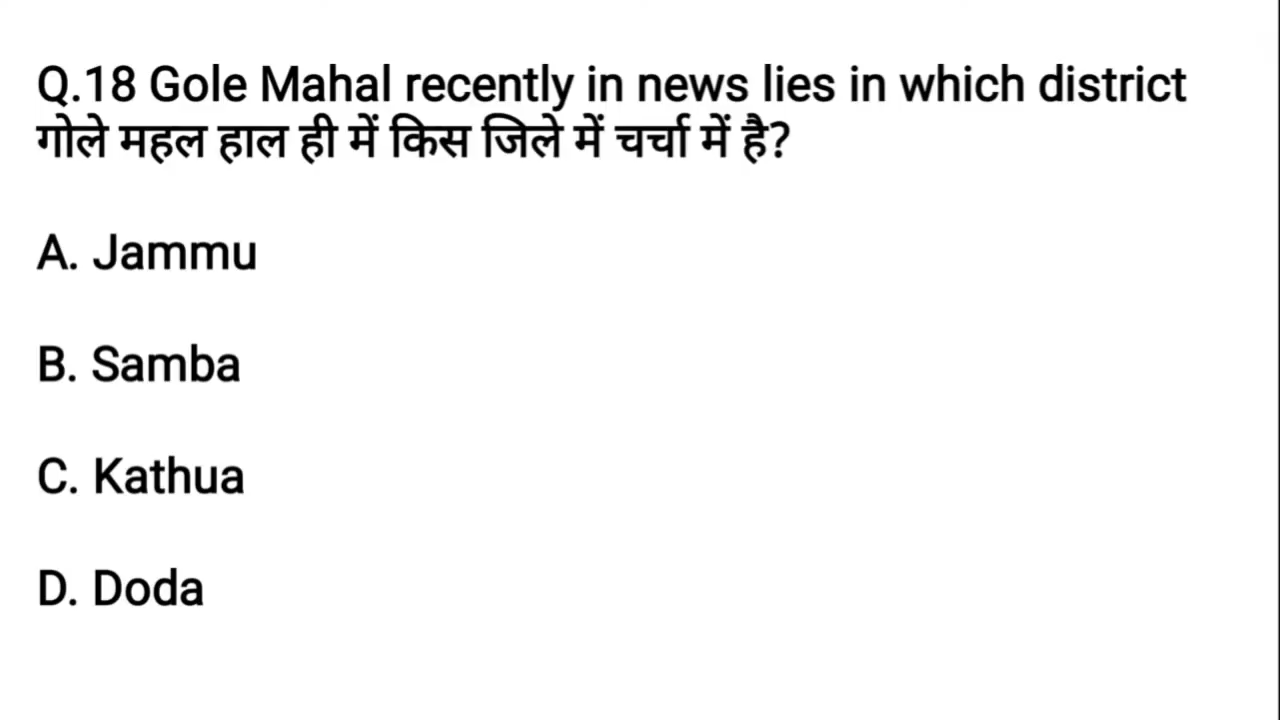 Q.18 Gole Mahal recently in news lies in which district
गोले महल हाल ही में किस जिले में चर्चा में है?
A. Jammu
B. Samba
C. Kathua
D. Doda